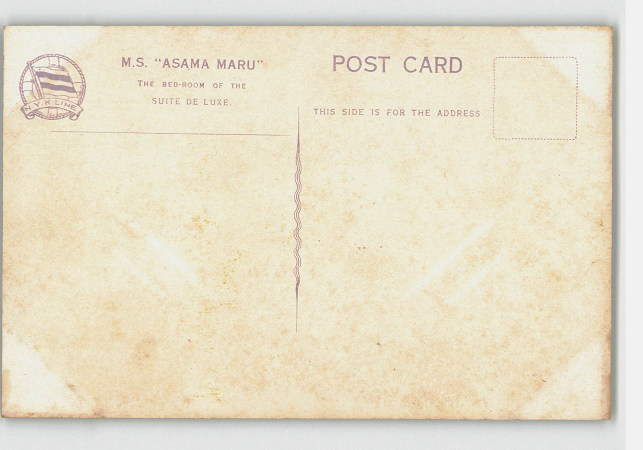 N.Y.K. LINE
M.S. "ASAMA MARU"
THE BED-ROOM OF THE
SUITE DE LUXE.
POST CARD
THIS SIDE IS FOR THE ADDRESS